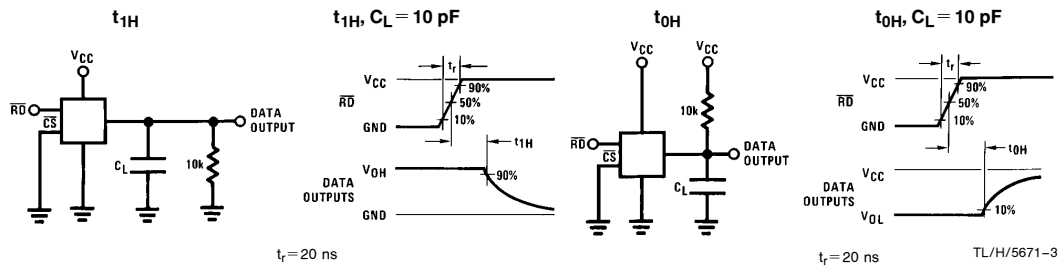 t1H
t1H, CL = 10 pF
t0H
t0H, CL = 10 pF
VCC
RD
CS
DATA
OUTPUT
CL
10k
tr
VCC
90%
RD
50%
10%
GND
t1H
VOH
90%
DATA
OUTPUTS
GND
tr = 20 ns
VCC
VCC
10k
RD
CS
DATA
OUTPUT
CL
tr
VCC
90%
RD
50%
10%
GND
t0H
VCC
DATA
OUTPUTS
VOL
10%
tr = 20 ns
TL/H/5671-3